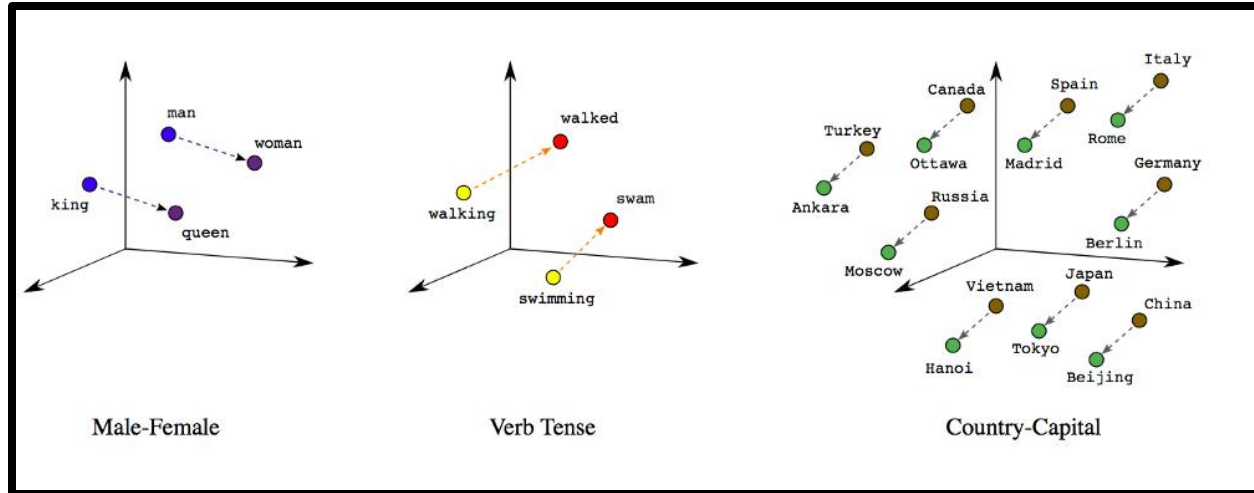 man
woman
king
queen
Male-Female
walked
walking
swam
swimming
Verb Tense
Italy
Spain
Canada
Rome
Turkey
Ottawa
Madrid
Germany
Ankara
Russia
Berlin
Moscow
Japan
Vietnam
China
Tokyo
Hanoi
Beijing
Country-Capital